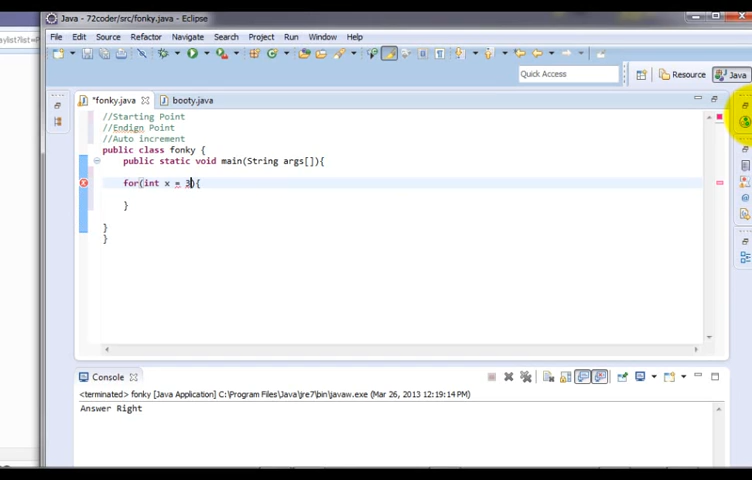 Java - 72coder/src/fonky.java - Eclipse
File Edit Source Refactor Navigate Search Project Run Window Help
Quick Access
Resource
Java
*fonky.java
booty.java
//Starting Point
//Endign Point
//Auto increment
public class fonky {
public static void main(String args[]){
for(int x = 3){
}
}
}
Console
<terminated> fonky [Java Application] C:\Program Files\Java\jre7\bin\javaw.exe (Mar 26, 2013 12:19:14 PM)
Answer Right